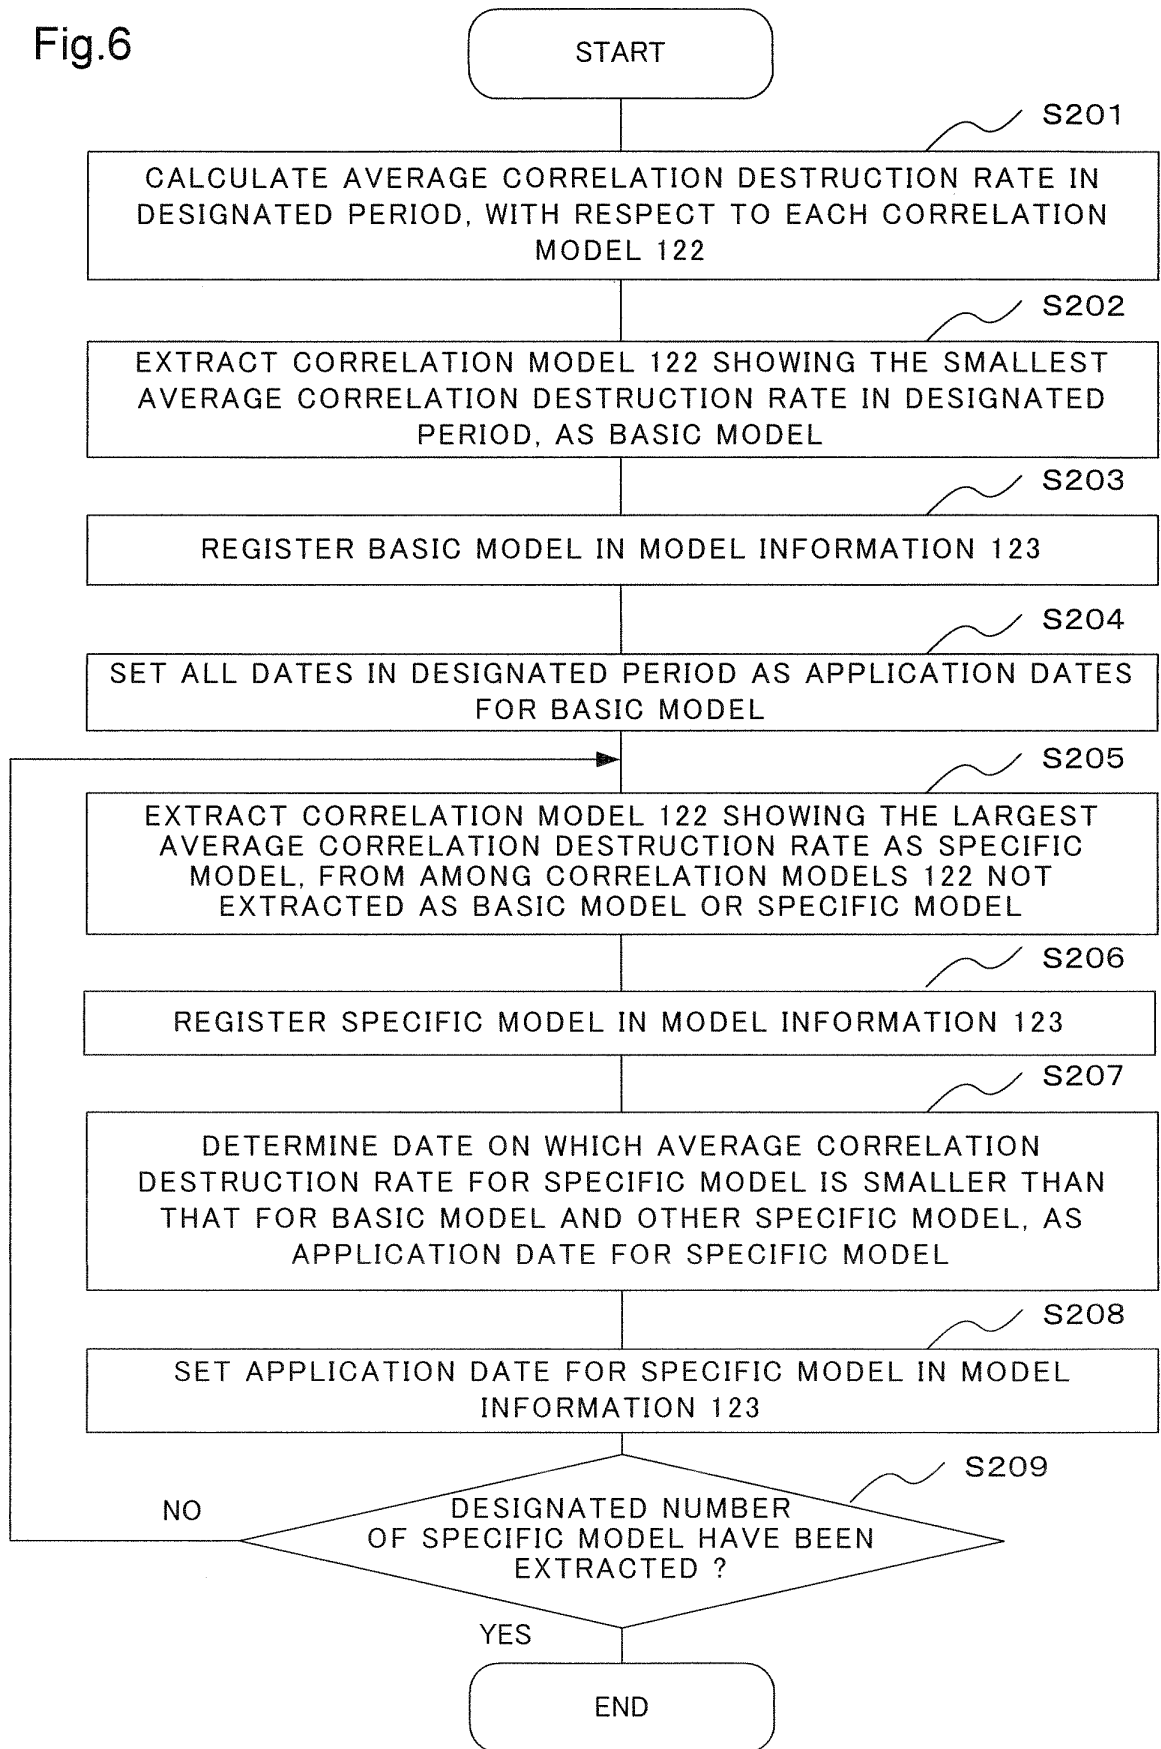 Fig.6
START
S201
CALCULATE AVERAGE CORRELATION DESTRUCTION RATE IN
DESIGNATED PERIOD, WITH RESPECT TO EACH CORRELATION
MODEL 122
S202
EXTRACT CORRELATION MODEL 122 SHOWING THE SMALLEST
AVERAGE CORRELATION DESTRUCTION RATE IN DESIGNATED
PERIOD, AS BASIC MODEL
S203
REGISTER BASIC MODEL IN MODEL INFORMATION 123
S204
SET ALL DATES IN DESIGNATED PERIOD AS APPLICATION DATES
FOR BASIC MODEL
S205
EXTRACT CORRELATION MODEL 122 SHOWING THE LARGEST
AVERAGE CORRELATION DESTRUCTION RATE AS SPECIFIC
MODEL, FROM AMONG CORRELATION MODELS 122 NOT
EXTRACTED AS BASIC MODEL OR SPECIFIC MODEL
S206
REGISTER SPECIFIC MODEL IN MODEL INFORMATION 123
S207
DETERMINE DATE ON WHICH AVERAGE CORRELATION
DESTRUCTION RATE FOR SPECIFIC MODEL IS SMALLER THAN
THAT FOR BASIC MODEL AND OTHER SPECIFIC MODEL, AS
APPLICATION DATE FOR SPECIFIC MODEL
S208
SET APPLICATION DATE FOR SPECIFIC MODEL IN MODEL
INFORMATION 123
S209
NO
DESIGNATED NUMBER
OF SPECIFIC MODEL HAVE BEEN
EXTRACTED ?
YES
END